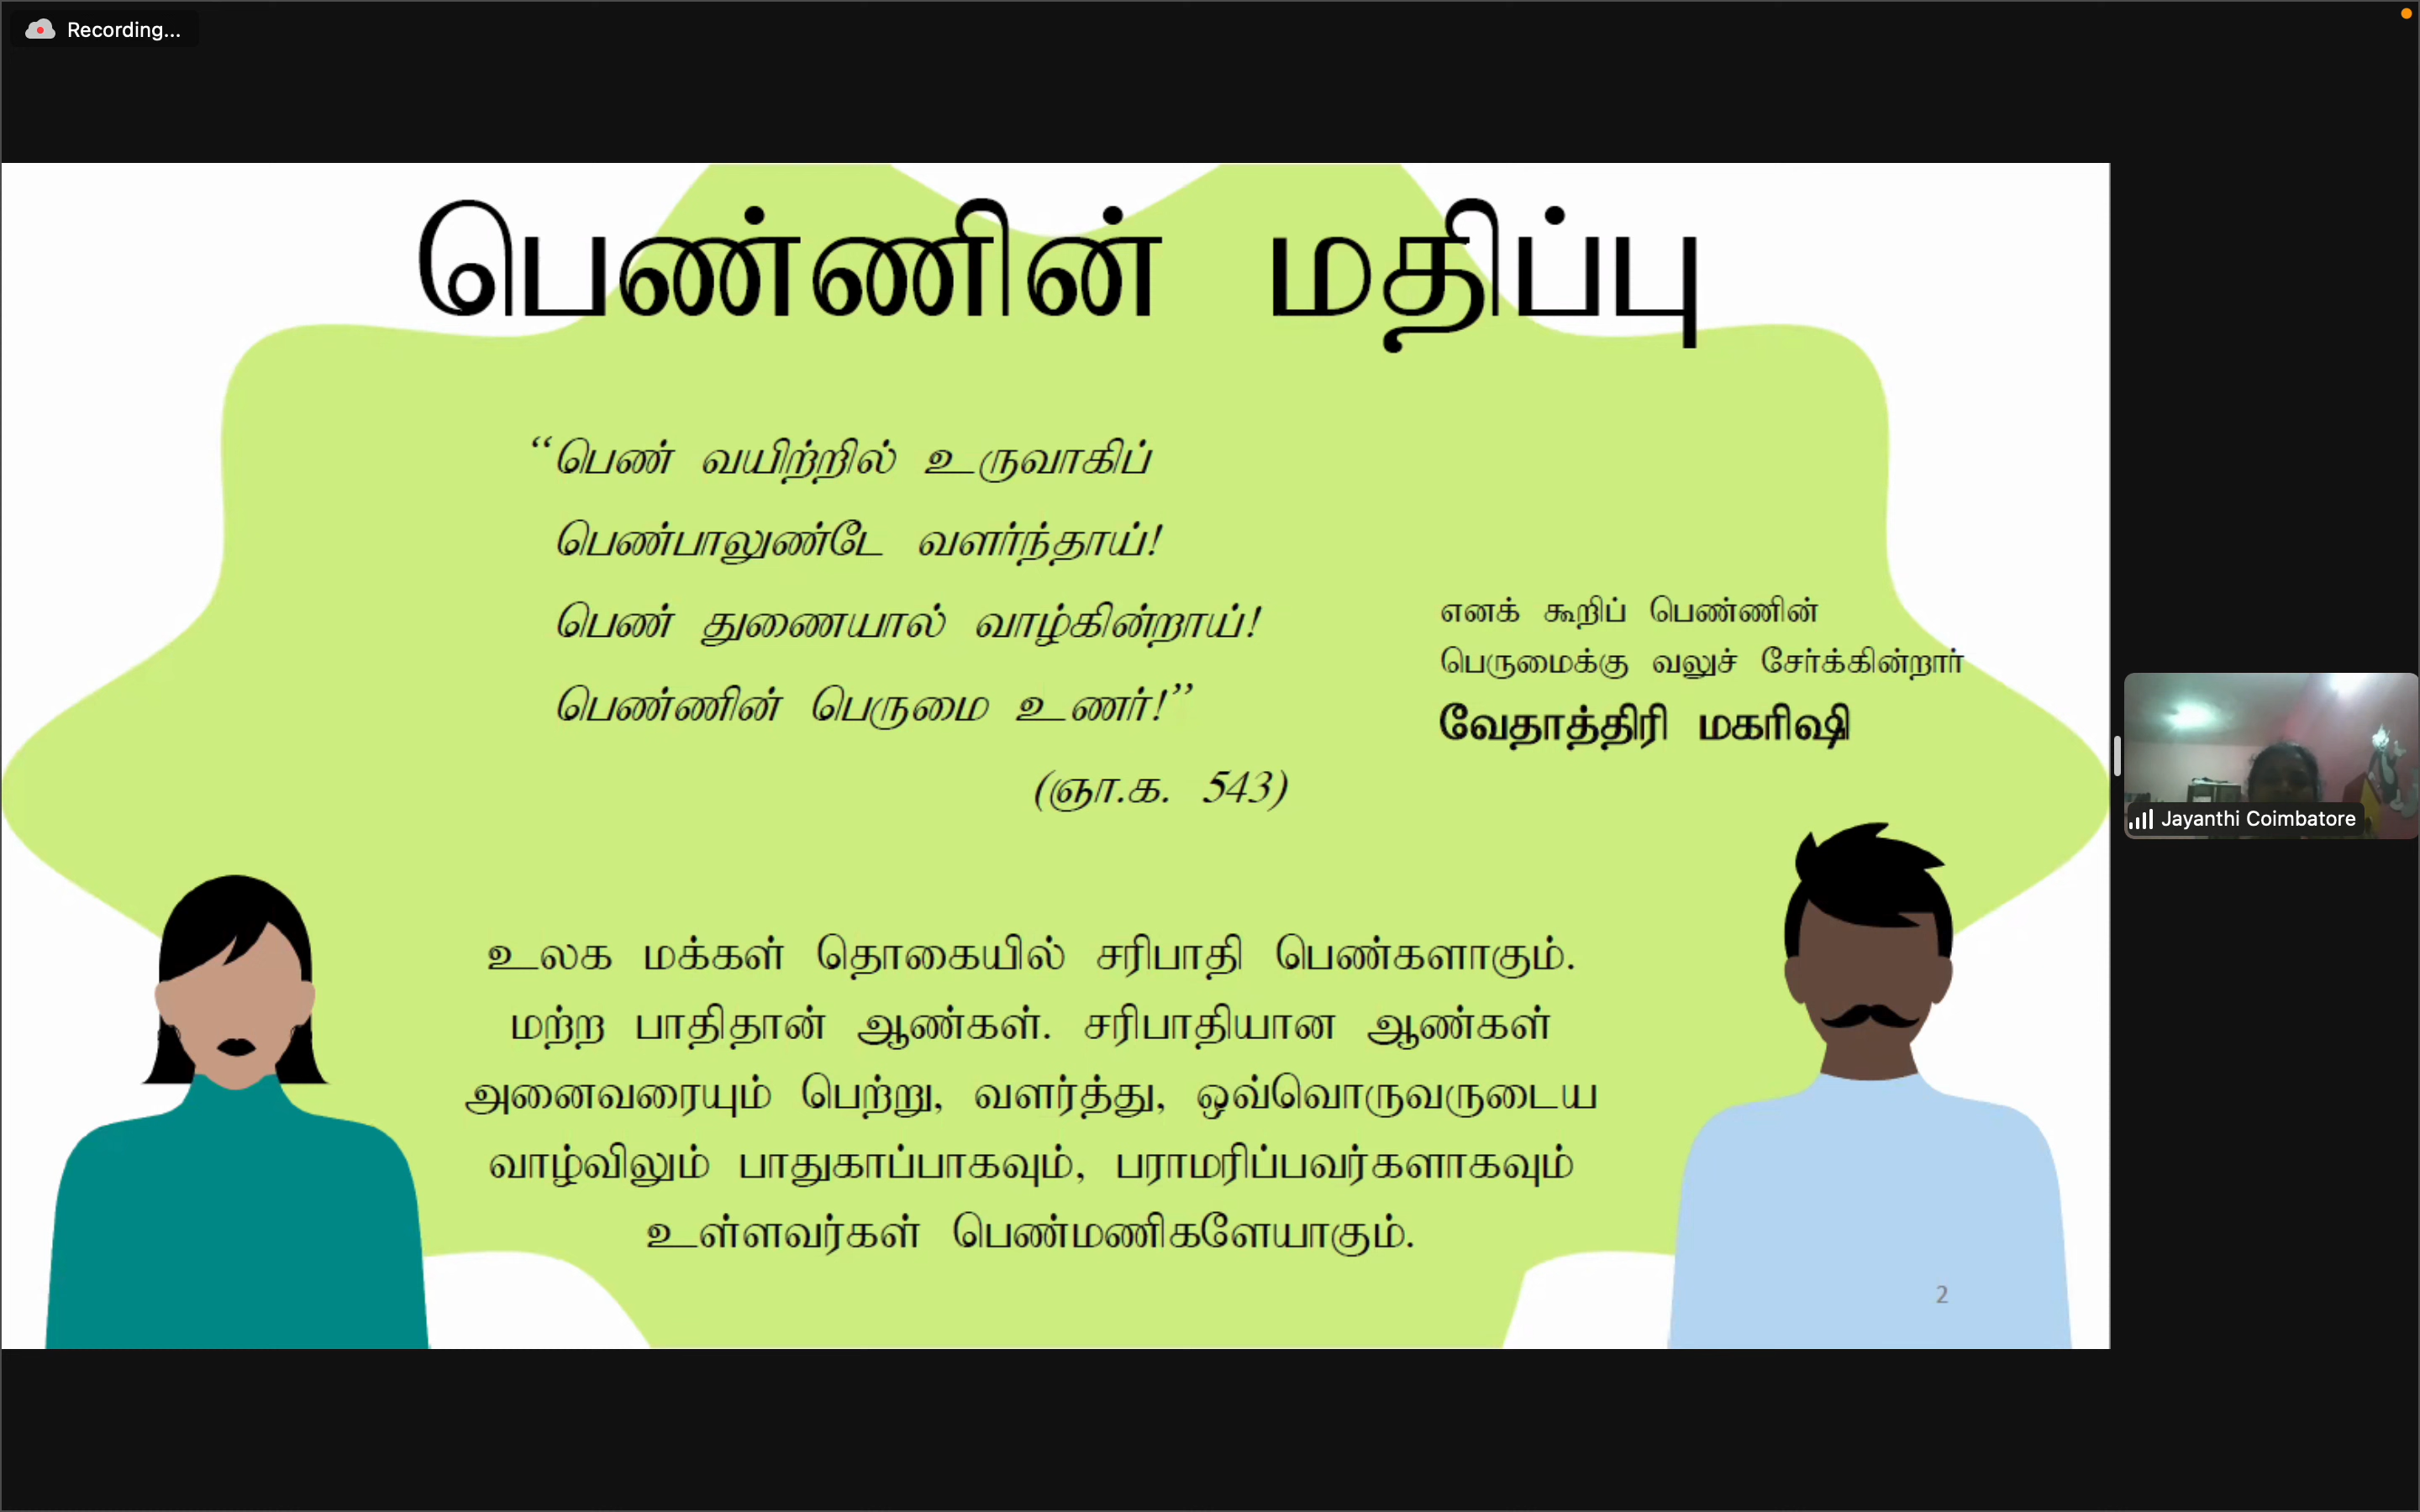 Recording...
பெண்ணின் மதிப்பு
“பெண் வயிற்றில் உருவாகிப்
பெண்பாலுண்டே வளர்ந்தாய்!
பெண் துணையால் வாழ்கின்றாய்!
பெண்ணின் பெருமை உணர்!”
(ஞா.க. 543)
எனக் கூறிப் பெண்ணின்
பெருமைக்கு வலுச் சேர்க்கின்றார்
வேதாத்திரி மகரிஷி
Jayanthi Coimbatore
உலக மக்கள் தொகையில் சரிபாதி பெண்களாகும்.
மற்ற பாதிதான் ஆண்கள். சரிபாதியான ஆண்கள்
அனைவரையும் பெற்று, வளர்த்து, ஒவ்வொருவருடைய
வாழ்விலும் பாதுகாப்பாகவும், பராமரிப்பவர்களாகவும்
உள்ளவர்கள் பெண்மணிகளேயாகும்.
2